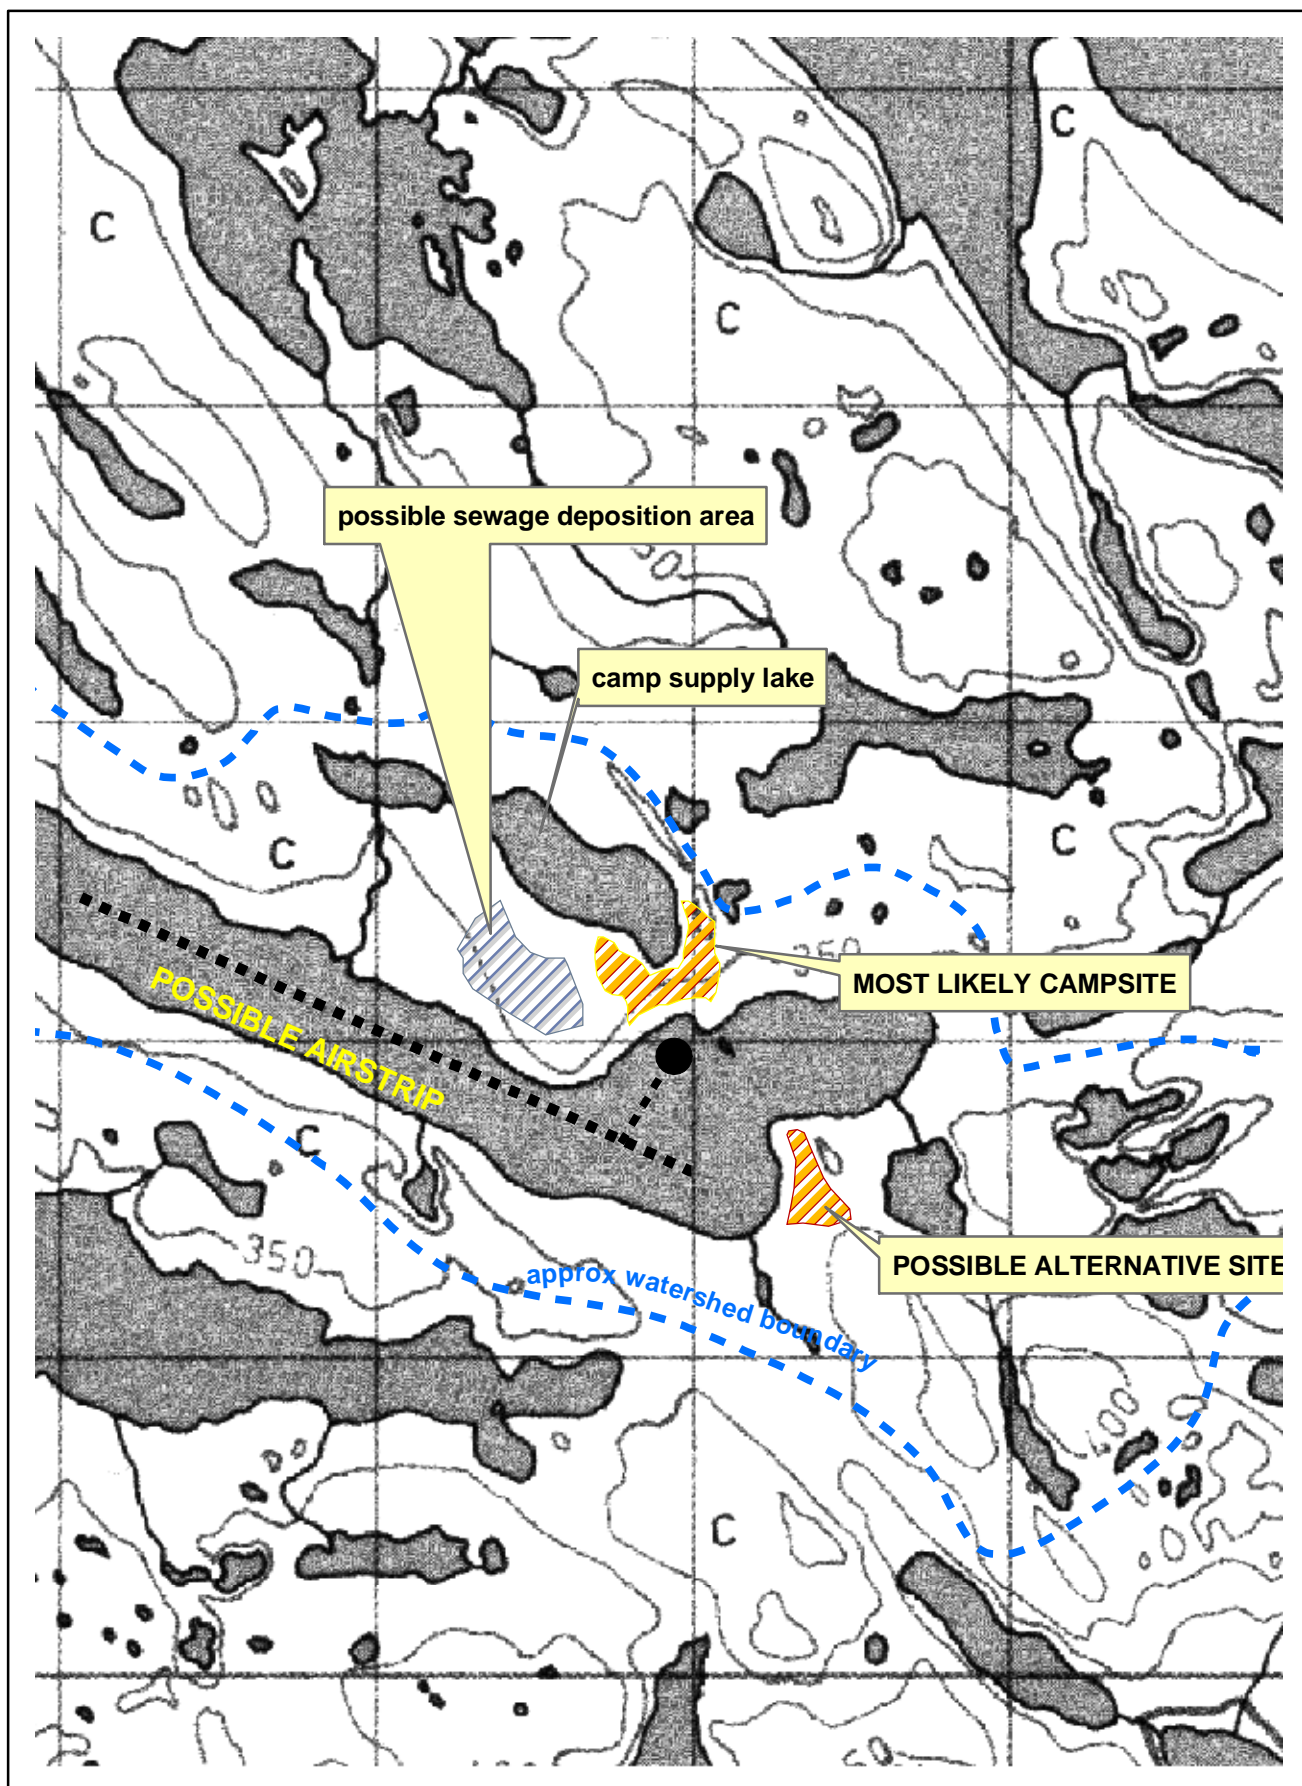 C
C
C
possible sewage deposition area
camp supply lake
C
C
350
MOST LIKELY CAMPSITE
POSSIBLE AIRSTRIP
C
350
POSSIBLE ALTERNATIVE SITE
approx watershed boundary
400
C